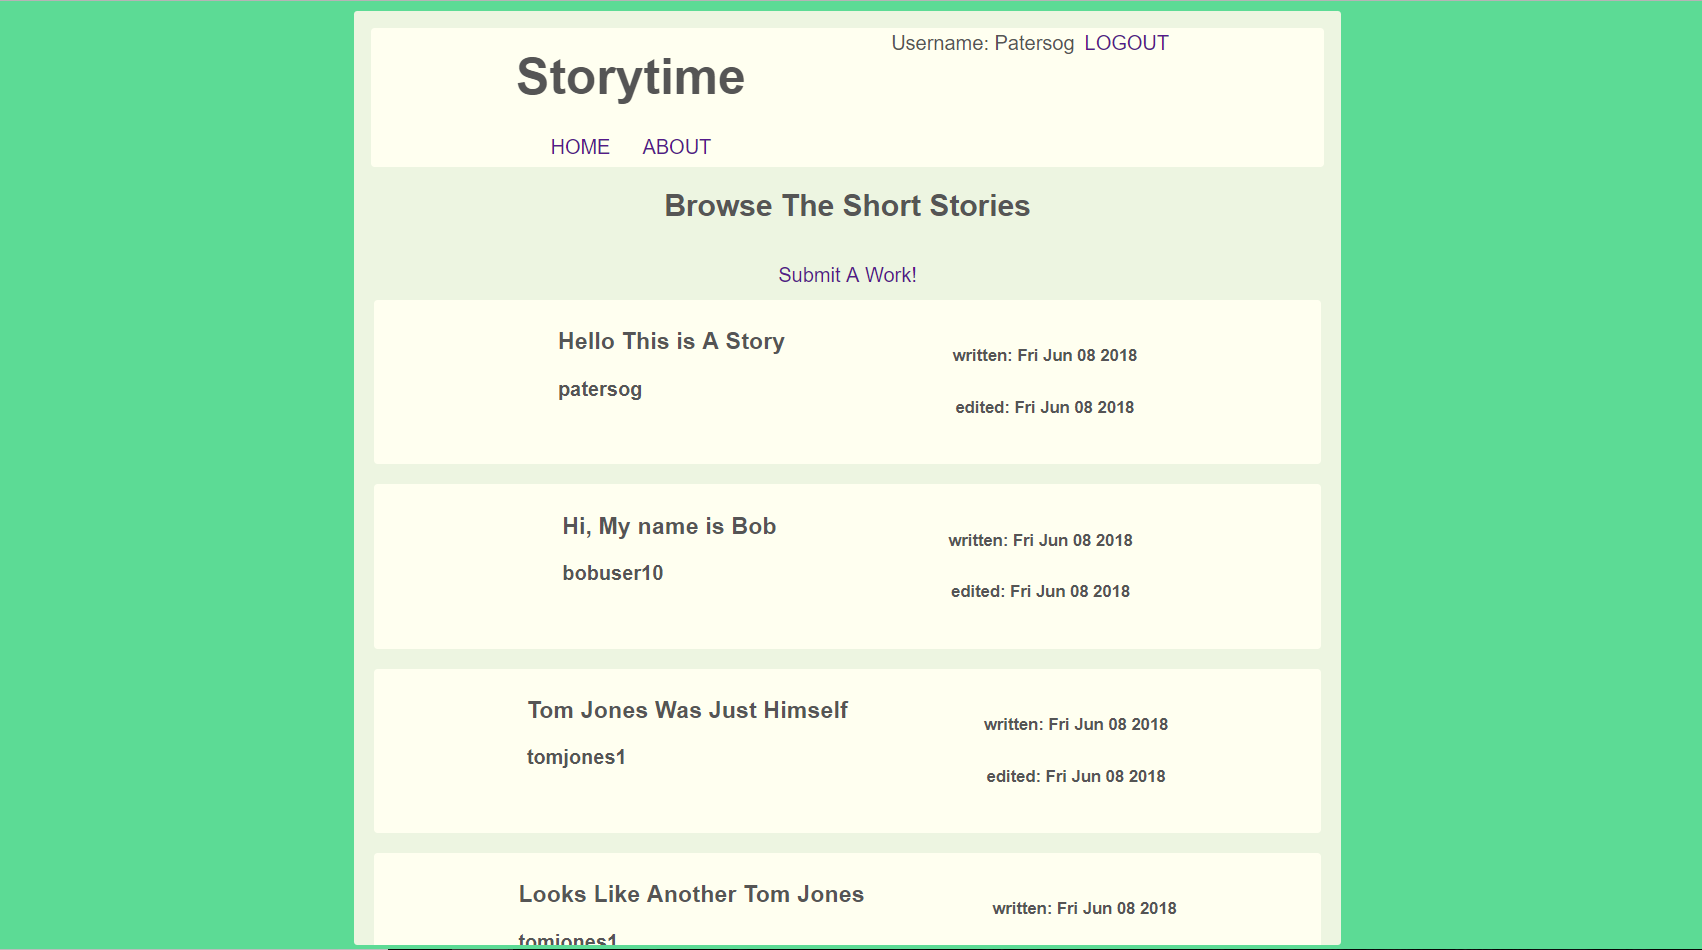 Username: Patersog LOGOUT
Storytime
HOME ABOUT
Browse The Short Stories
Submit A Work!
Hello This is A Story
written: Fri Jun 08 2018
patersog
edited: Fri Jun 08 2018
Hi, My name is Bob
written: Fri Jun 08 2018
bobuser10
edited: Fri Jun 08 2018
Tom Jones Was Just Himself
written: Fri Jun 08 2018
tomjones1
edited: Fri Jun 08 2018
Looks Like Another Tom Jones
written: Fri Jun 08 2018
tomjones1